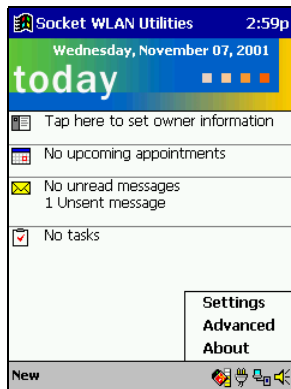 Socket WLAN Utilities 2:59p
Wednesday, November 07, 2001
today
Tap here to set owner information
No upcoming appointments
No unread messages
1 Unsent message
No tasks
Settings
Advanced
About
New